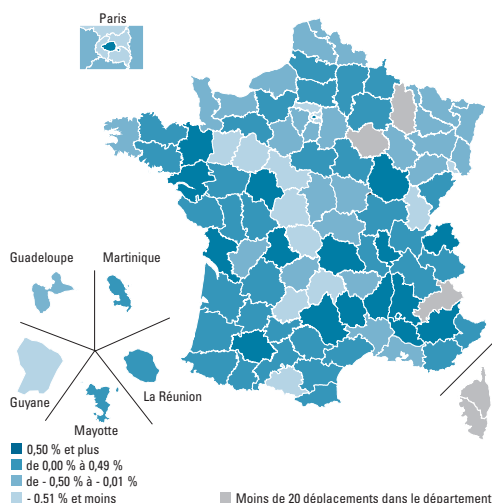 Paris
Guadeloupe
Martinique
Guyane
La Réunion
Mayotte
0,50 % et plus
de 0,00 % à 0,49 %
de - 0,50 % à - 0,01 %
- 0.51 % et moins
Moins de 20 déplacements dans le département